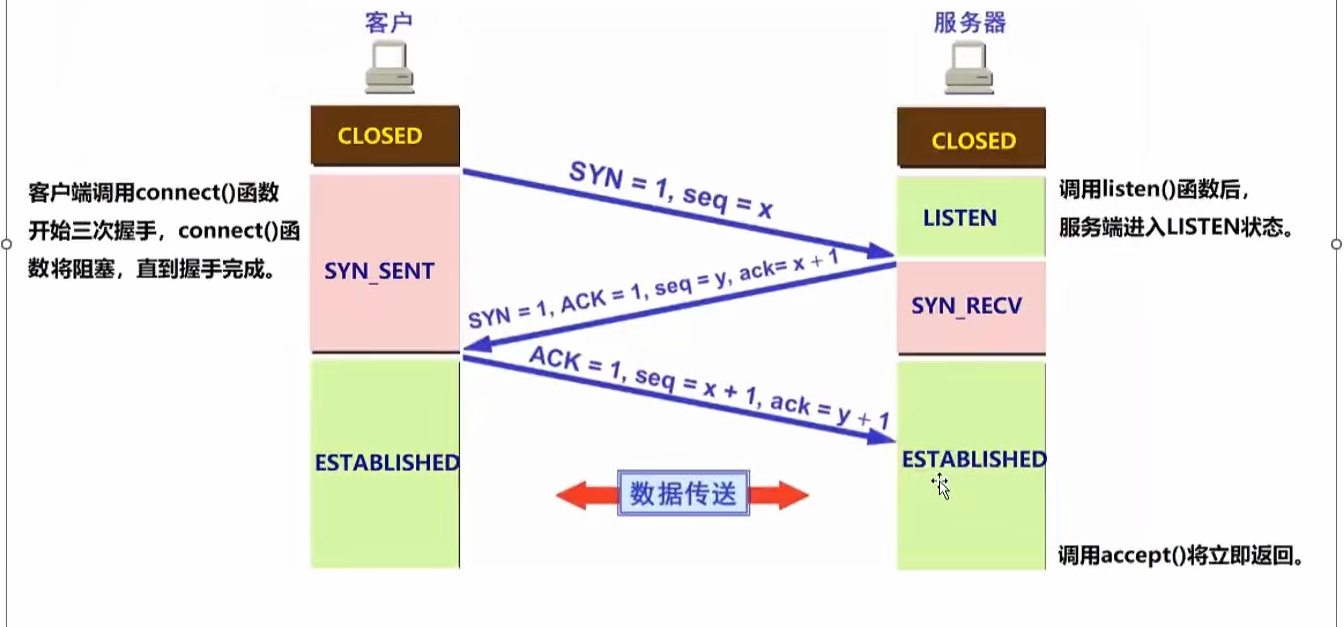 客户
服务器
CLOSED
CLOSED
客户端调用connect()函数
开始三次握手，connect()函
数将阻塞，直到握手完成。
SYN = 1, seq = x
LISTEN
调用listen()函数后，
服务端进入LISTEN状态。
SYN_SENT
SYN = 1, ACK = 1, seq = y, ack= x + 1
SYN_RECV
ACK = 1, seq = x + 1, ack = y + 1
ESTABLISHED
ESTABLISHED
数据传送
调用accept()将立即返回。